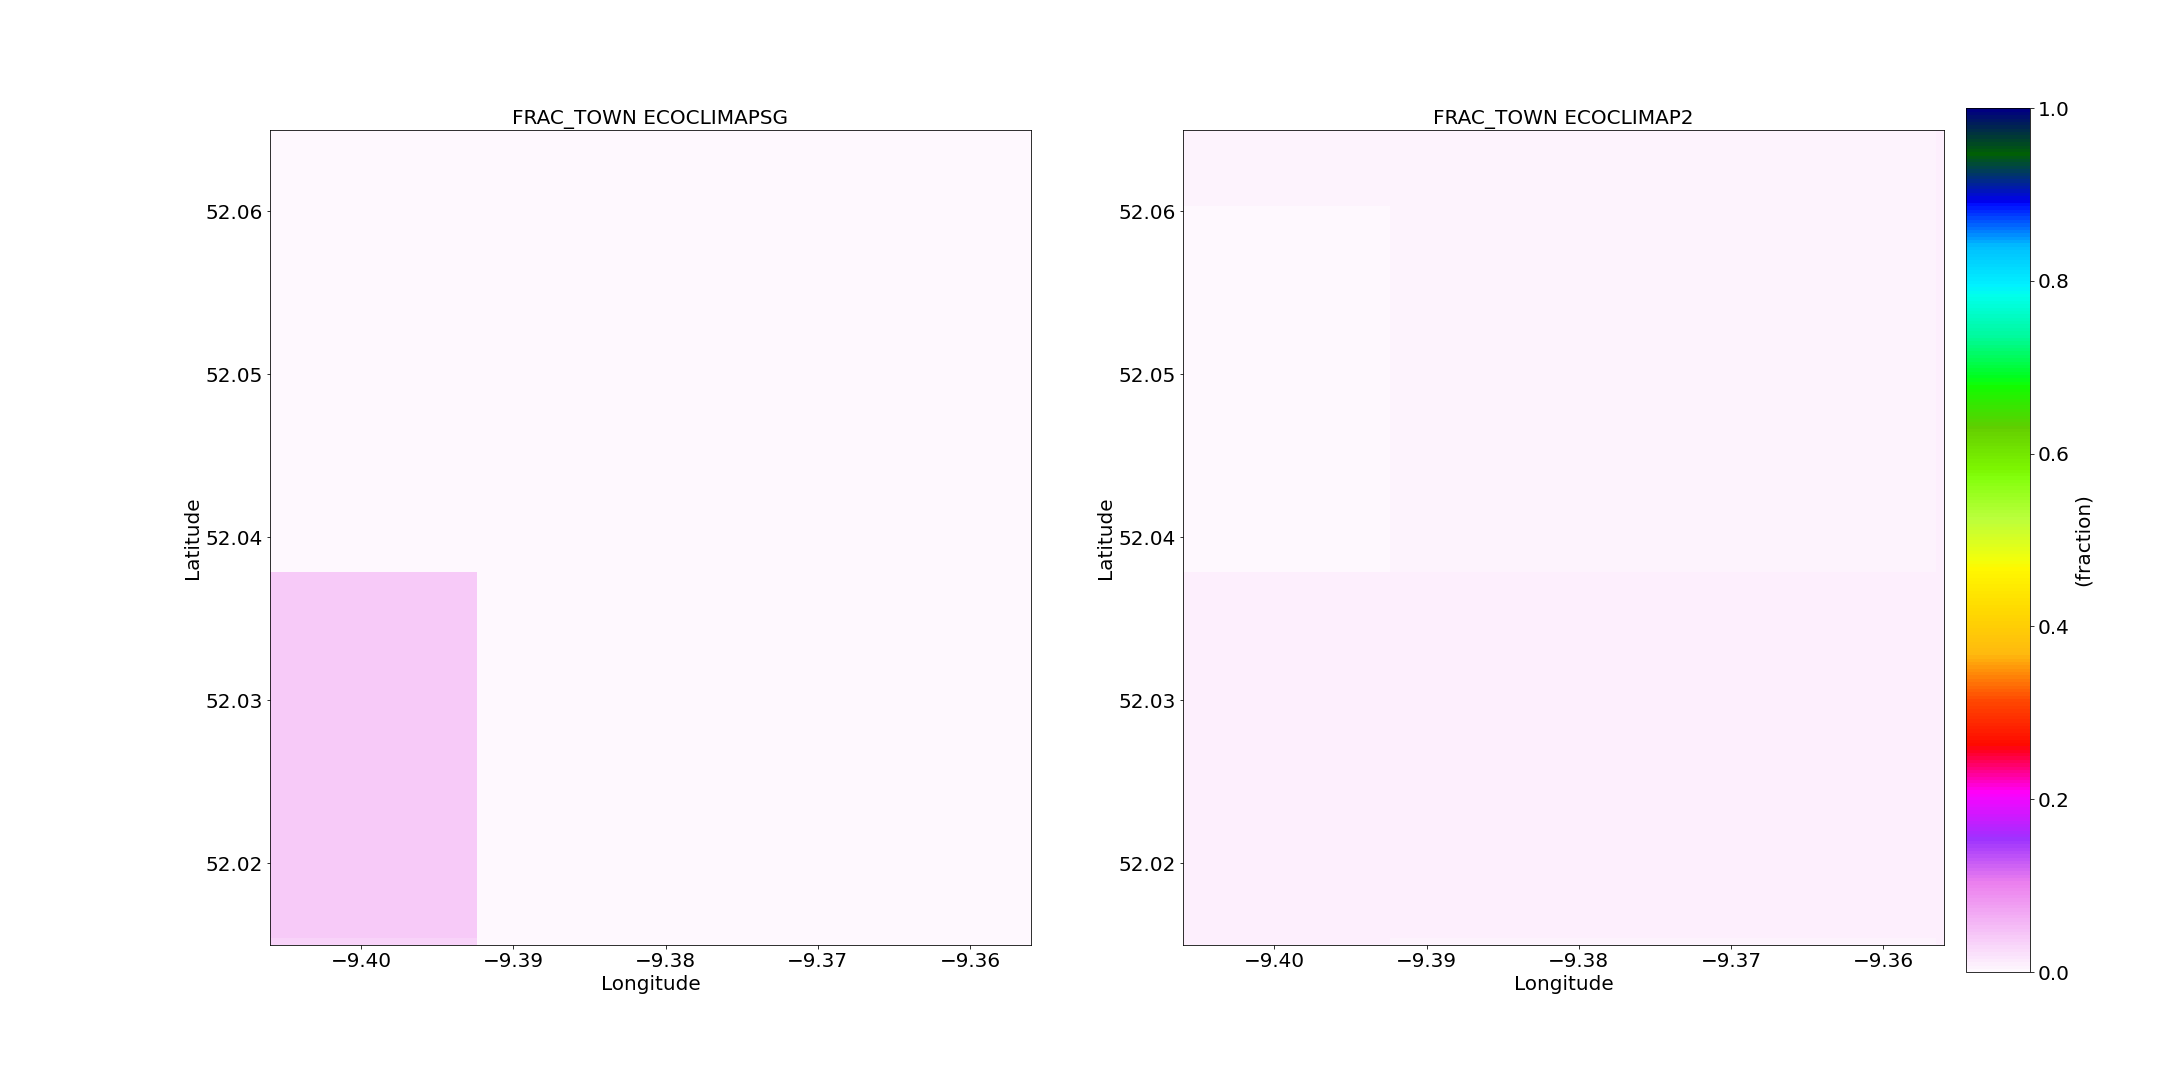 FRAC_TOWN ECOCLIMAPSG
52.06
52.05
52.04
52.03
52.02
Latitude
−9.40 −9.39 −9.38 −9.37 −9.36
Longitude
FRAC_TOWN ECOCLIMAP2
52.06
52.05
52.04
52.03
52.02
Latitude
−9.40 −9.39 −9.38 −9.37 −9.36
Longitude
1.0
0.8
0.6
0.4
0.2
0.0
(fraction)